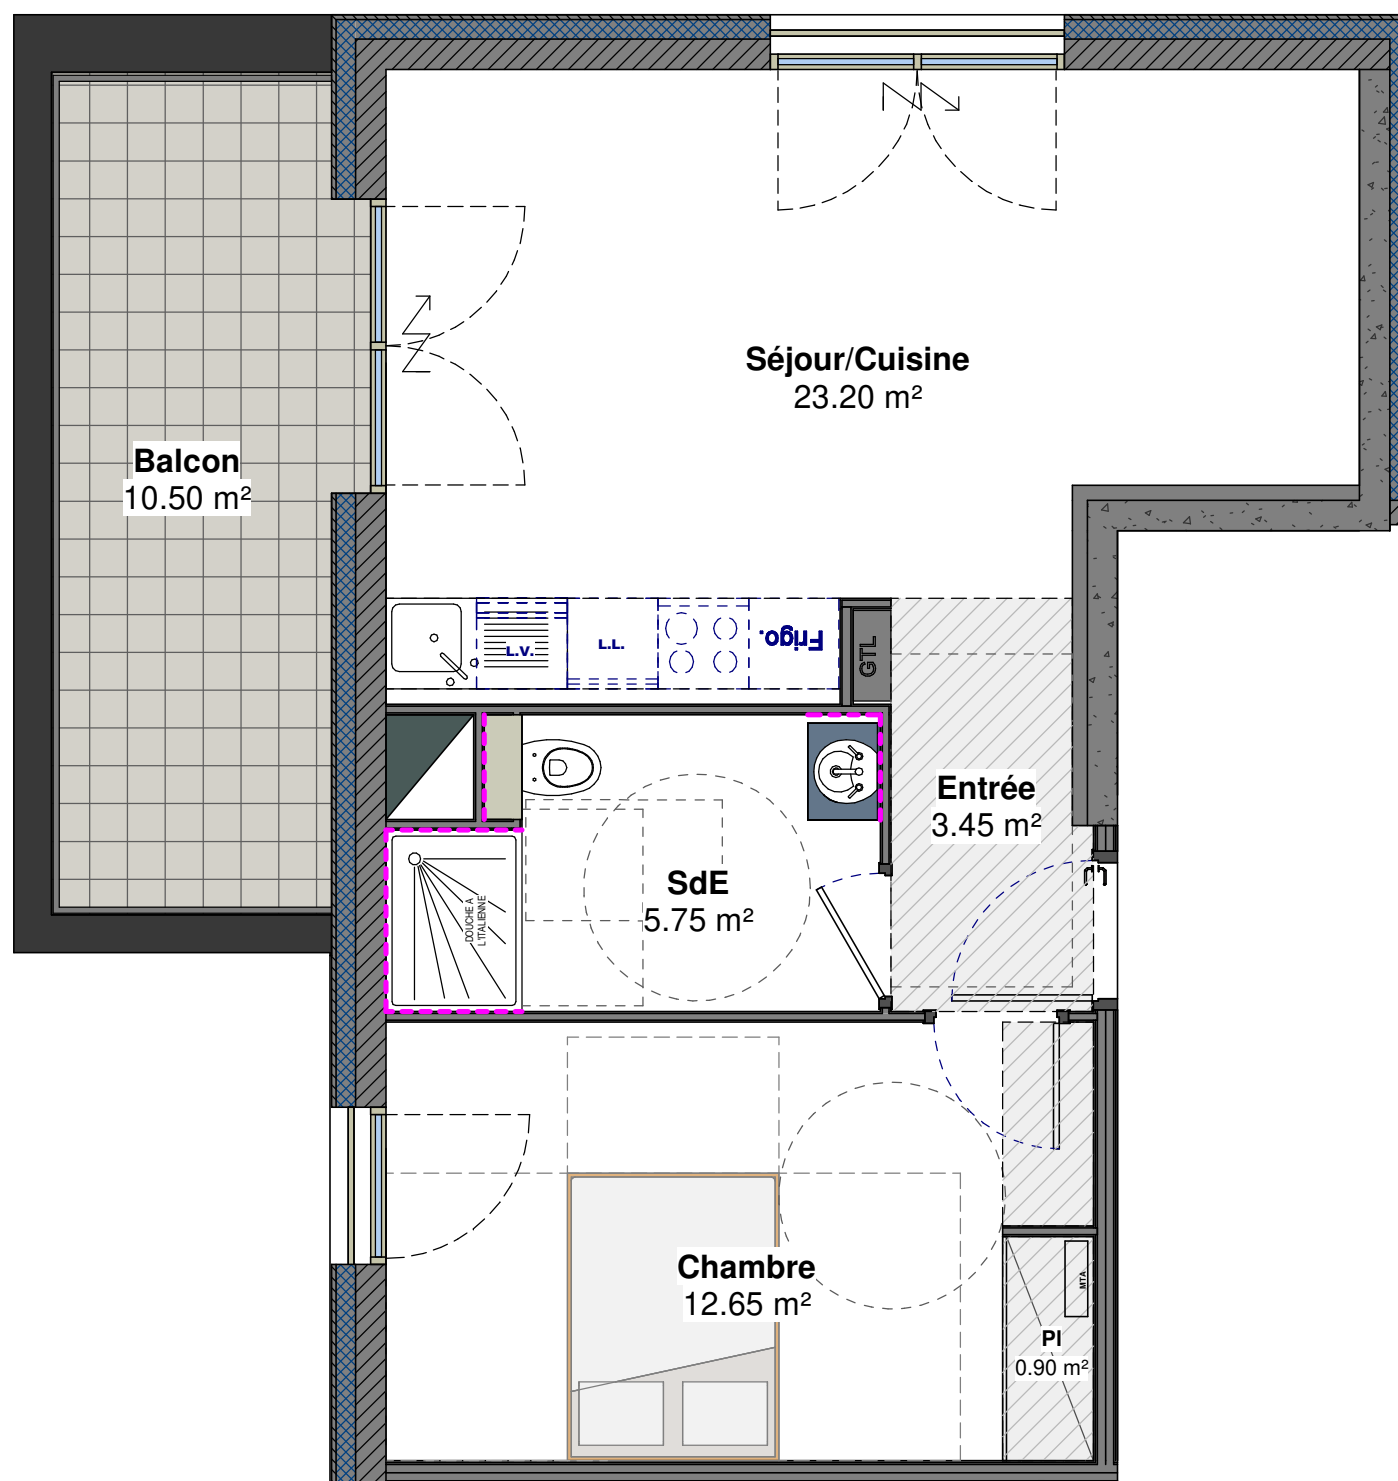 Séjour/Cuisine
23.20 m²
Balcon
10.50 m²
L.V.
L.L.
Frigo.
GTL
Entrée
3.45 m²
SdE
5.75 m²
DOUCHE A
L'ITALIENNE
Chambre
12.65 m²
MTA
Pl
0.90 m²